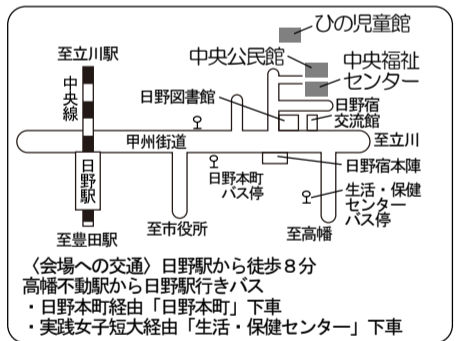 ひの児童館
至立川駅
中央公民館
中央福祉
センター
中央線
日野図書館
日野宿
交流館
甲州街道
至立川
日野駅
日野本町
バス停
日野宿本陣
生活・保健
センター
バス停
至豊田駅
至市役所
至高幡
〈会場への交通〉日野駅から徒歩８分
高幡不動駅から日野駅行きバス
・日野本町経由「日野本町」下車
・実践女子短大経由「生活・保健センター」下車